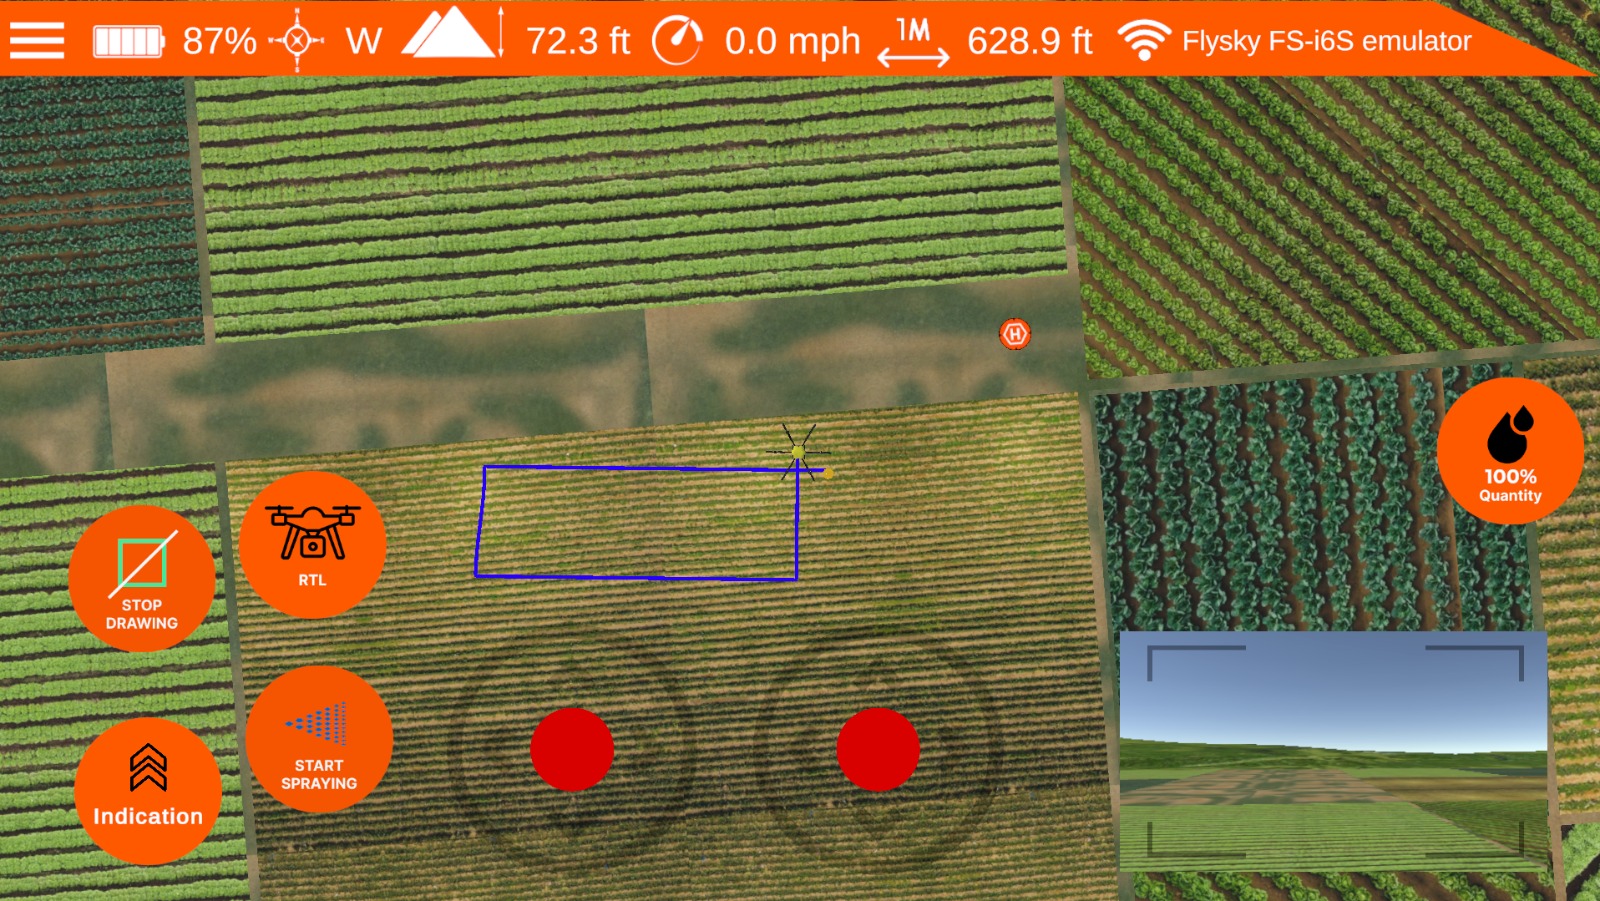 87% W 72.3 ft 0.0 mph 1M 628.9 ft Flysky FS-i6S emulator
H
100%
Quantity
RTL
STOP
DRAWING
START
SPRAYING
Indication